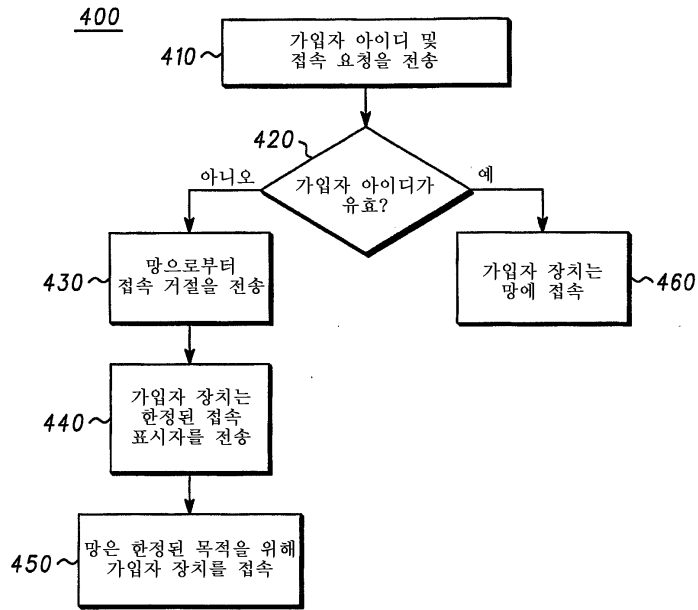 400
410
가입자 아이디 및
접속 요청을 전송
420
가입자 아이디가
유효?
아니오
예
430
망으로부터
접속 거절을 전송
가입자 장치는
망에 접속
460
440
가입자 장치는
한정된 접속
표시자를 전송
450
망은 한정된 목적을 위해
가입자 장치를 접속